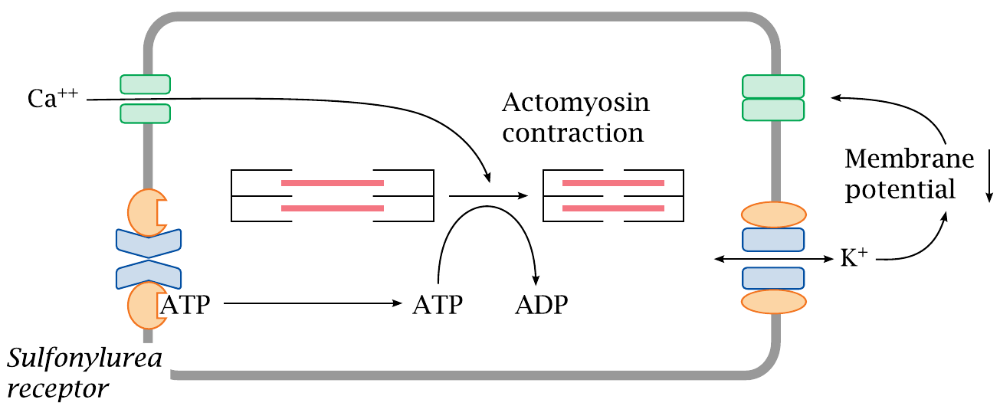 Ca⁺⁺
Actomyosin
contraction
Membrane
potential
K⁺
ATP
ATP
ADP
Sulfonylurea
receptor